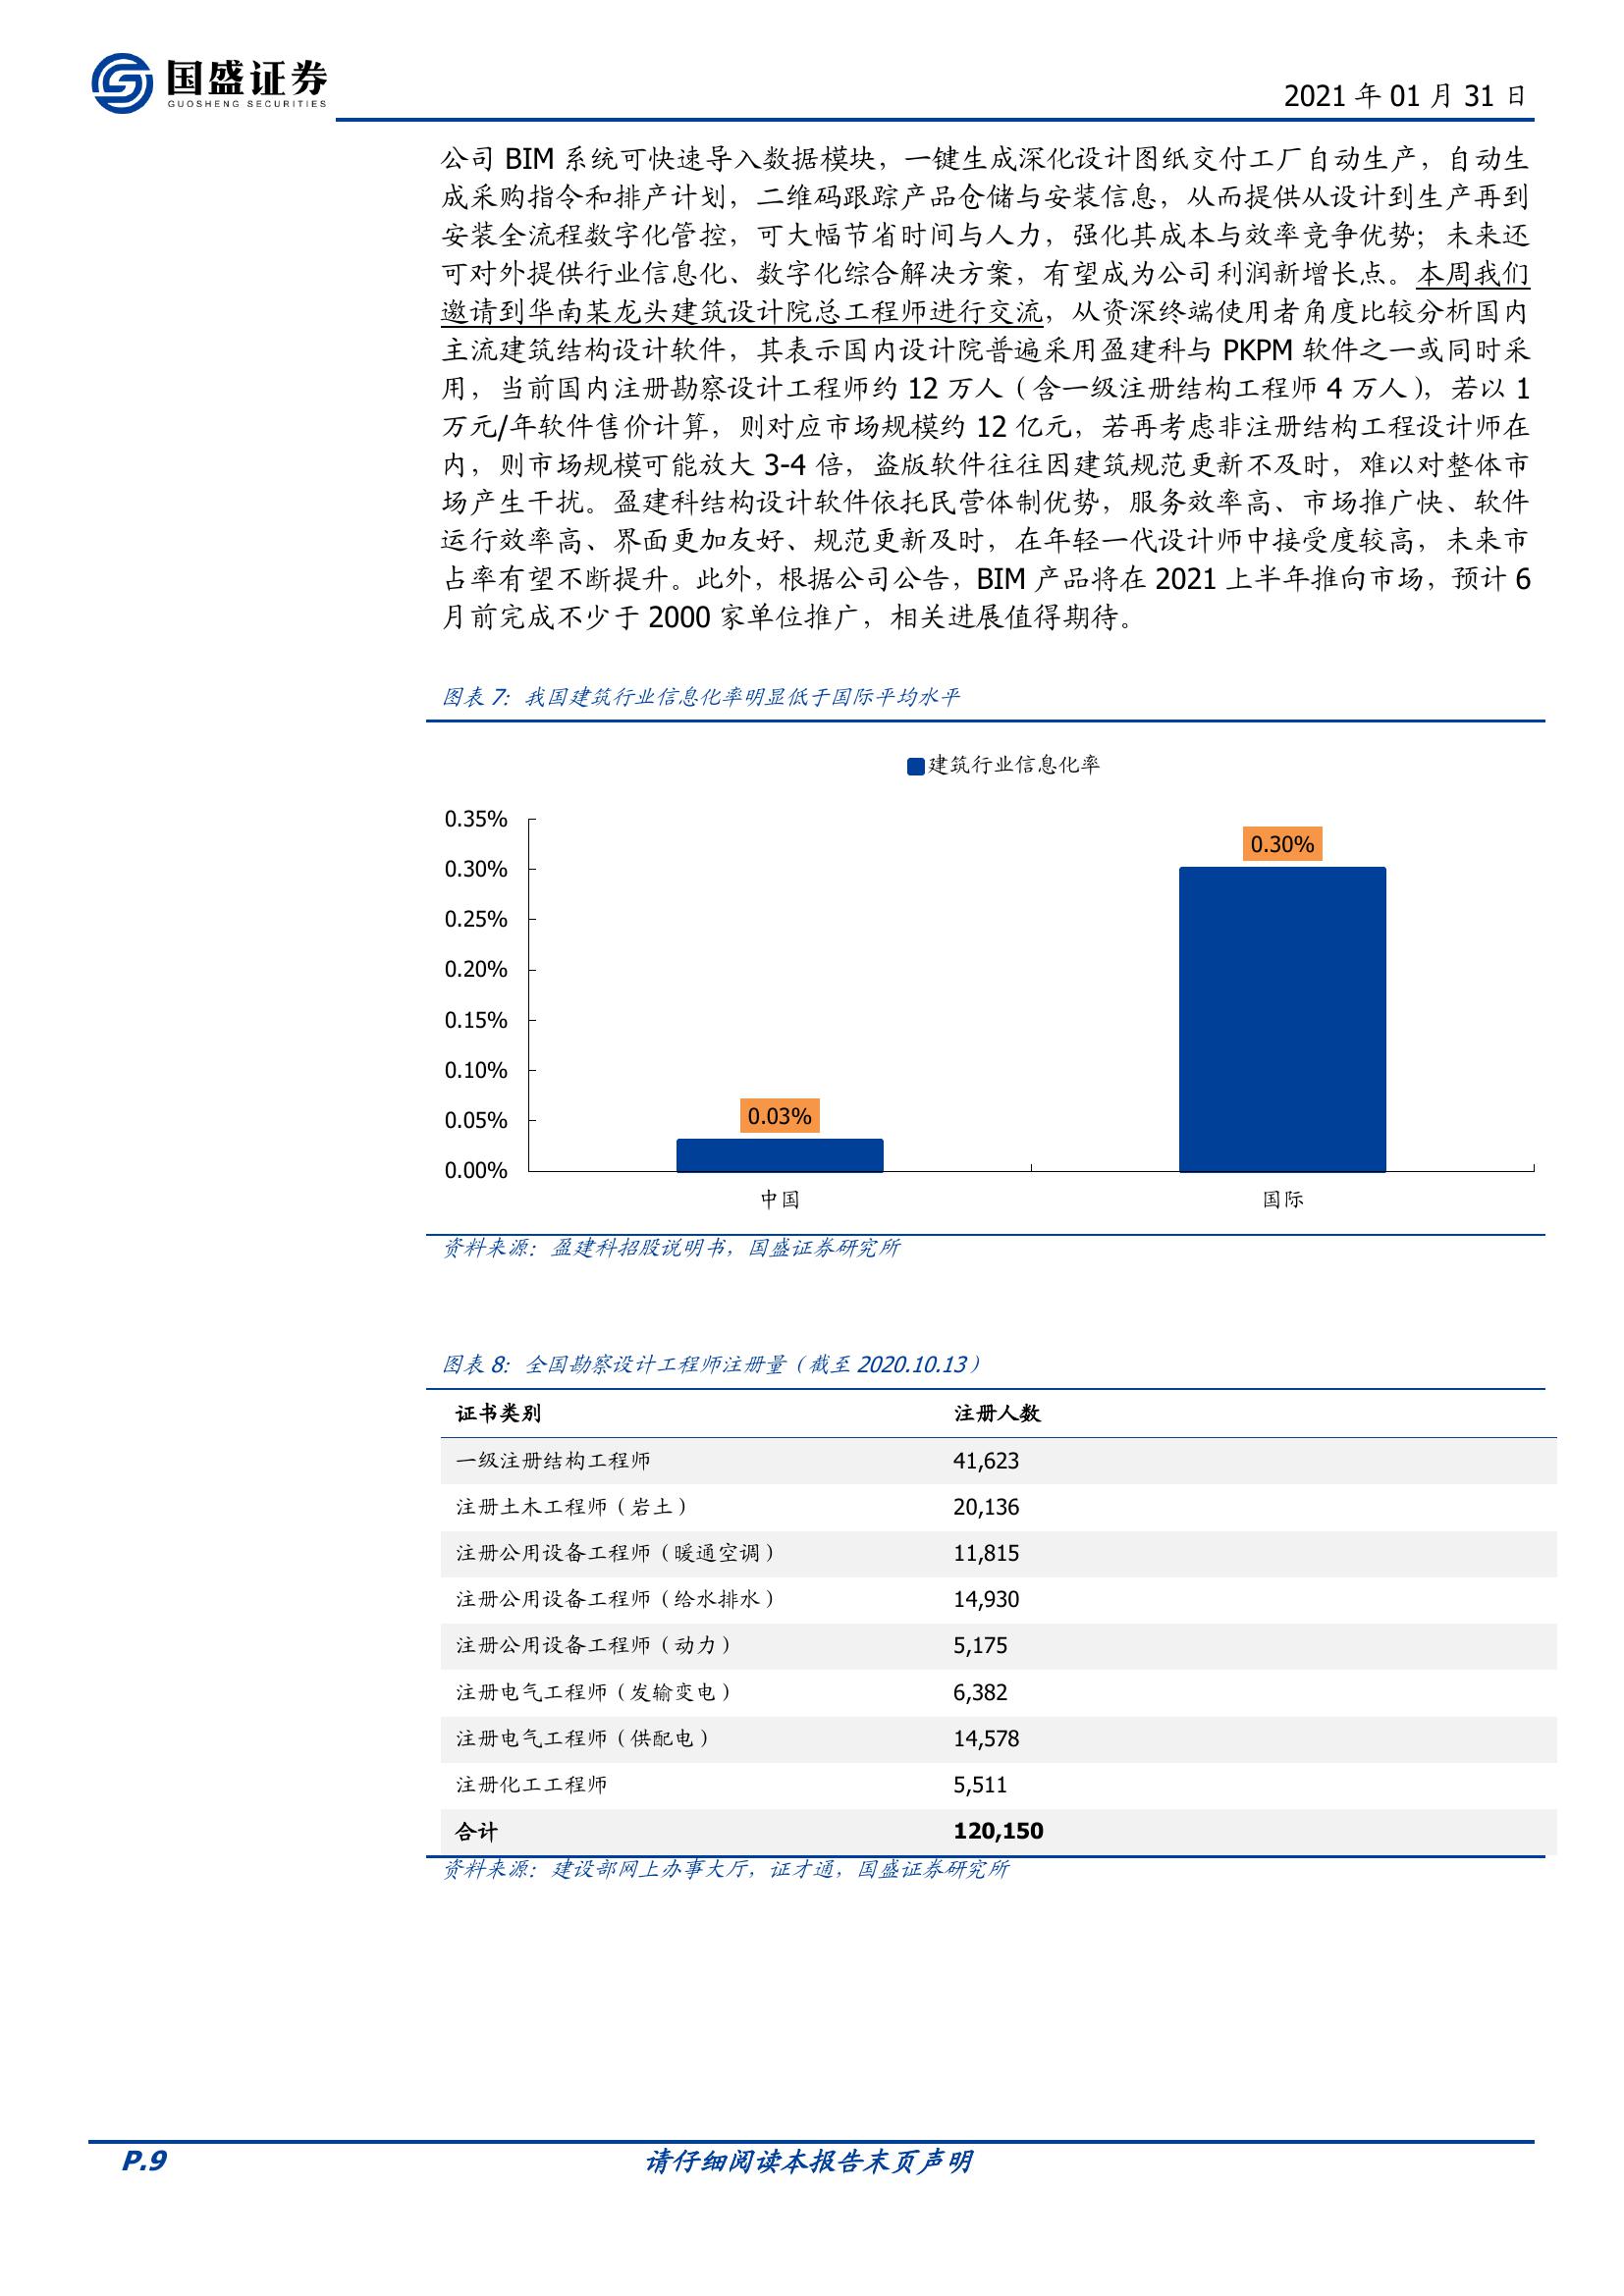 国盛证券
GUOSHENG SECURITIES
2021 年 01 月 31 日
公司 BIM 系统可快速导入数据模块，一键生成深化设计图纸交付工厂自动生产，自动生
成采购指令和排产计划，二维码跟踪产品仓储与安装信息，从而提供从设计到生产再到
安装全流程数字化管控，可大幅节省时间与人力，强化其成本与效率竞争优势；未来还
可对外提供行业信息化、数字化综合解决方案，有望成为公司利润新增长点。本周我们
邀请到华南某龙头建筑设计院总工程师进行交流，从资深终端使用者角度比较分析国内
主流建筑结构设计软件，其表示国内设计院普遍采用盈建科与 PKPM 软件之一或同时采
用，当前国内注册勘察设计工程师约 12 万人（含一级注册结构工程师 4 万人），若以 1
万元/年软件售价计算，则对应市场规模约 12 亿元，若再考虑非注册结构工程设计师在
内，则市场规模可能放大 3-4 倍，盗版软件往往因建筑规范更新不及时，难以对整体市
场产生干扰。盈建科结构设计软件依托民营体制优势，服务效率高、市场推广快、软件
运行效率高、界面更加友好、规范更新及时，在年轻一代设计师中接受度较高，未来市
占率有望不断提升。此外，根据公司公告，BIM 产品将在 2021 上半年推向市场，预计 6
月前完成不少于 2000 家单位推广，相关进展值得期待。
图表 7：我国建筑行业信息化率明显低于国际平均水平
建筑行业信息化率
0.35%
0.30%
0.25%
0.20%
0.15%
0.10%
0.05%
0.00%
0.03%
0.30%
中国
国际
资料来源：盈建科招股说明书，国盛证券研究所
图表 8：全国勘察设计工程师注册量（截至 2020.10.13）
证书类别 注册人数
一级注册结构工程师 41,623
注册土木工程师（岩土） 20,136
注册公用设备工程师（暖通空调） 11,815
注册公用设备工程师（给水排水） 14,930
注册公用设备工程师（动力） 5,175
注册电气工程师（发输变电） 6,382
注册电气工程师（供配电） 14,578
注册化工工程师 5,511
合计 120,150
资料来源：建设部网上办事大厅，证才通，国盛证券研究所
P.9
请仔细阅读本报告末页声明